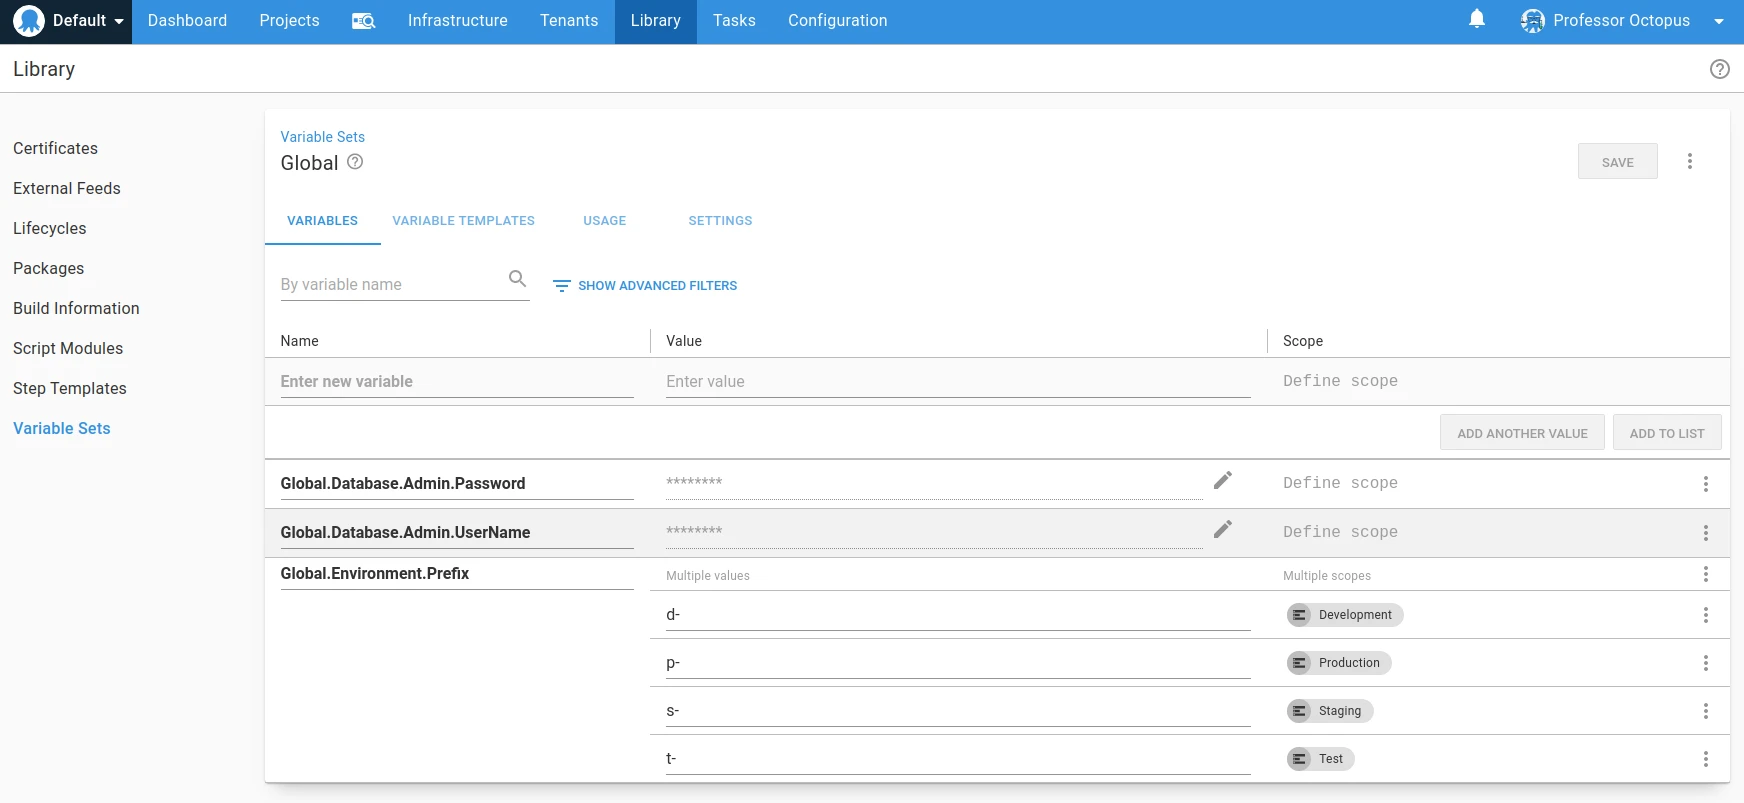 Default Dashboard Projects Infrastructure Tenants Library Tasks Configuration Professor Octopus
Library
Certificates
External Feeds
Lifecycles
Packages
Build Information
Script Modules
Step Templates
Variable Sets
Variable Sets
Global
SAVE
VARIABLES VARIABLE TEMPLATES USAGE SETTINGS
By variable name SHOW ADVANCED FILTERS
Name Value Scope
Enter new variable Enter value Define scope
ADD ANOTHER VALUE ADD TO LIST
Global.Database.Admin.Password ******** Define scope
Global.Database.Admin.UserName ******** Define scope
Global.Environment.Prefix Multiple values Multiple scopes
d- Development
p- Production
s- Staging
t- Test